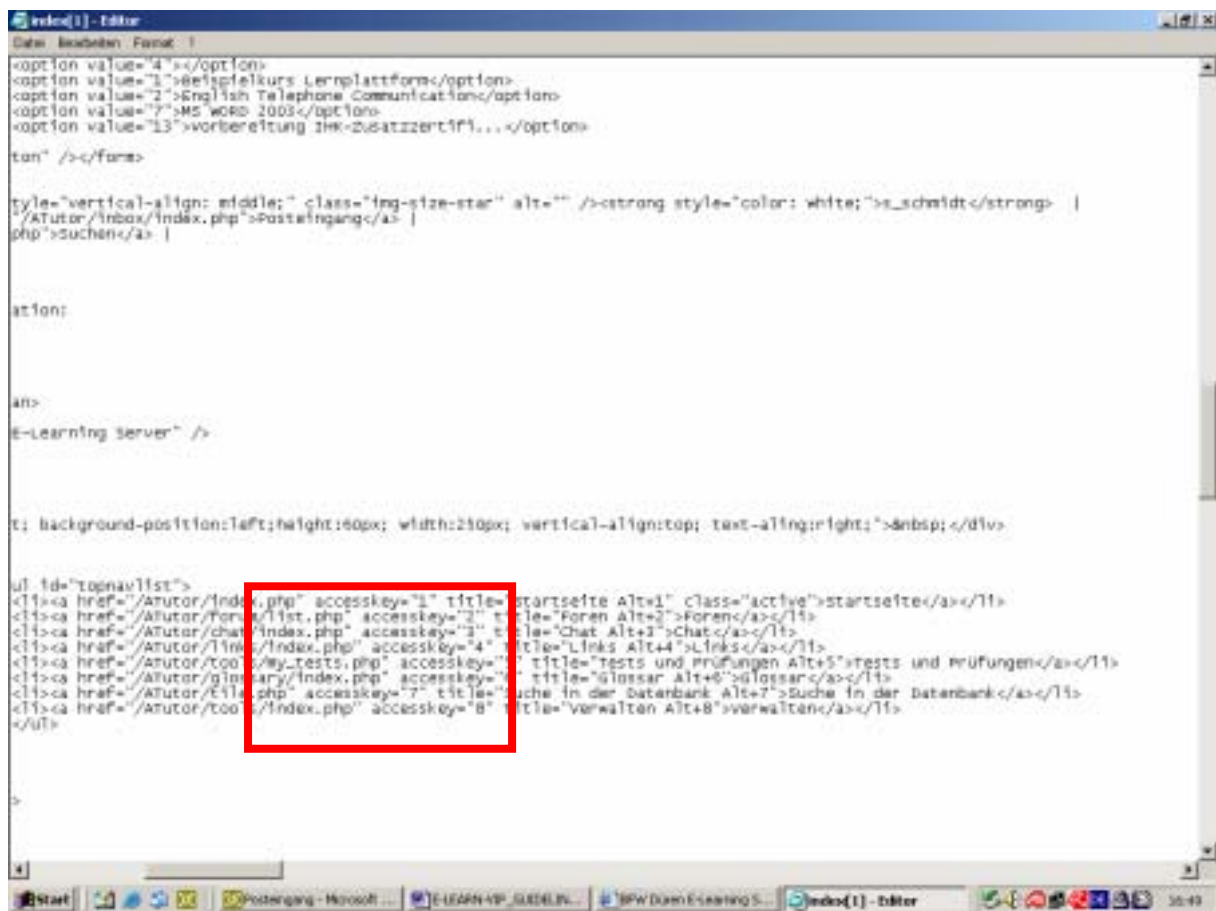 index[1] - Editor
Datei Bearbeiten Format ?
<option value="4"></option>
<option value="1">Beispielkurs Lernplattform</option>
<option value="2">English Telephone Communication</option>
<option value="7">MS WORD 2003</option>
<option value="13">Vorbereitung IHK-Zusatzzertifi...</option>
ton" /></form>
tyle="vertical-align: middle;" class="img-size-star" alt="" /><strong style="color: white;">s_schmidt</strong> |
"/ATutor/inbox/index.php">Posteingang</a> |
php">Suchen</a> |
ation:
an>
E-Learning Server" />
t; background-position:left;height:60px; width:250px; vertical-align:top; text-aling:right;">&nbsp;</div>
ul id="topnavlist">
<li><a href="/ATutor/index.php" accesskey="1" title="Startseite Alt+1" class="active">Startseite</a></li>
<li><a href="/ATutor/forum/list.php" accesskey="2" title="Foren Alt+2">Foren</a></li>
<li><a href="/ATutor/chat/index.php" accesskey="3" title="Chat Alt+3">Chat</a></li>
<li><a href="/ATutor/links/index.php" accesskey="4" title="Links Alt+4">Links</a></li>
<li><a href="/ATutor/tools/my_tests.php" accesskey="5" title="Tests und Prüfungen Alt+5">Tests und Prüfungen</a></li>
<li><a href="/ATutor/glossary/index.php" accesskey="6" title="Glossar Alt+6">Glossar</a></li>
<li><a href="/ATutor/tile.php" accesskey="7" title="Suche in der Datenbank Alt+7">Suche in der Datenbank</a></li>
<li><a href="/ATutor/tools/index.php" accesskey="8" title="Verwalten Alt+8">Verwalten</a></li>
</ul>
>
Start Posteingang - Microsoft ... E-LEARN-VIP_GUIDELIN... BFW Düren E-Learning S... index[1] - Editor